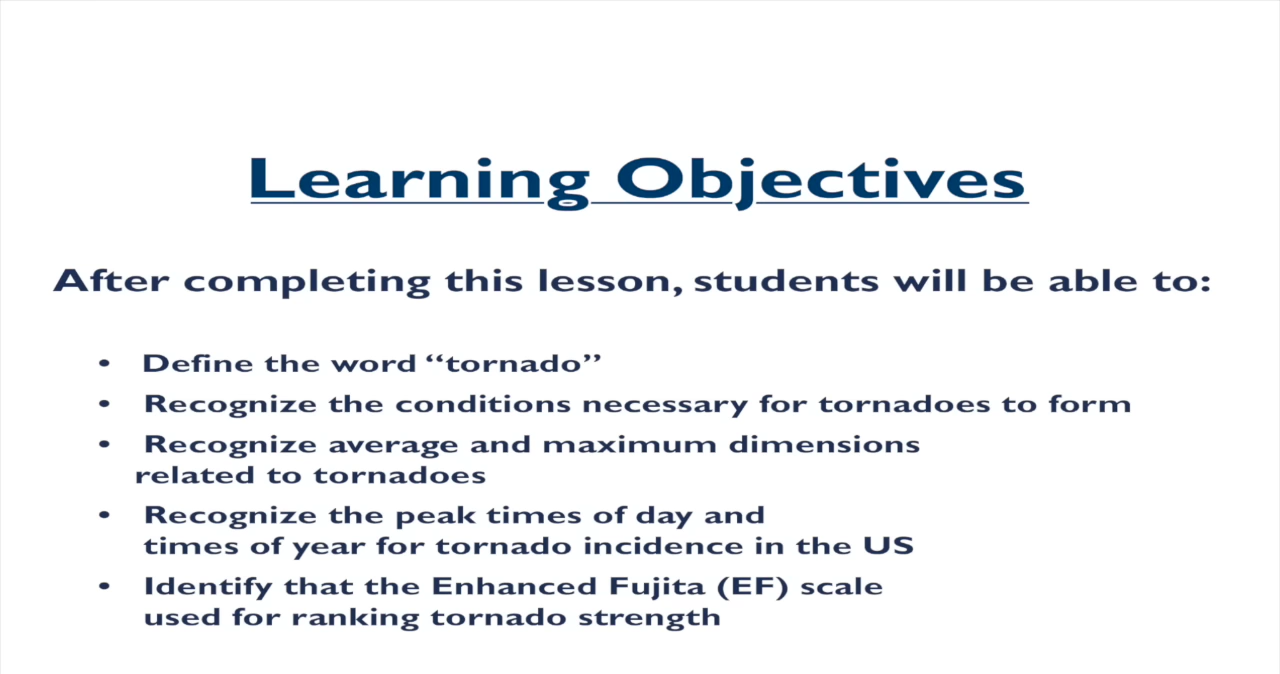 Learning Objectives
After completing this lesson, students will be able to:
• Define the word “tornado”
• Recognize the conditions necessary for tornadoes to form
• Recognize average and maximum dimensions
related to tornadoes
• Recognize the peak times of day and
times of year for tornado incidence in the US
• Identify that the Enhanced Fujita (EF) scale
used for ranking tornado strength